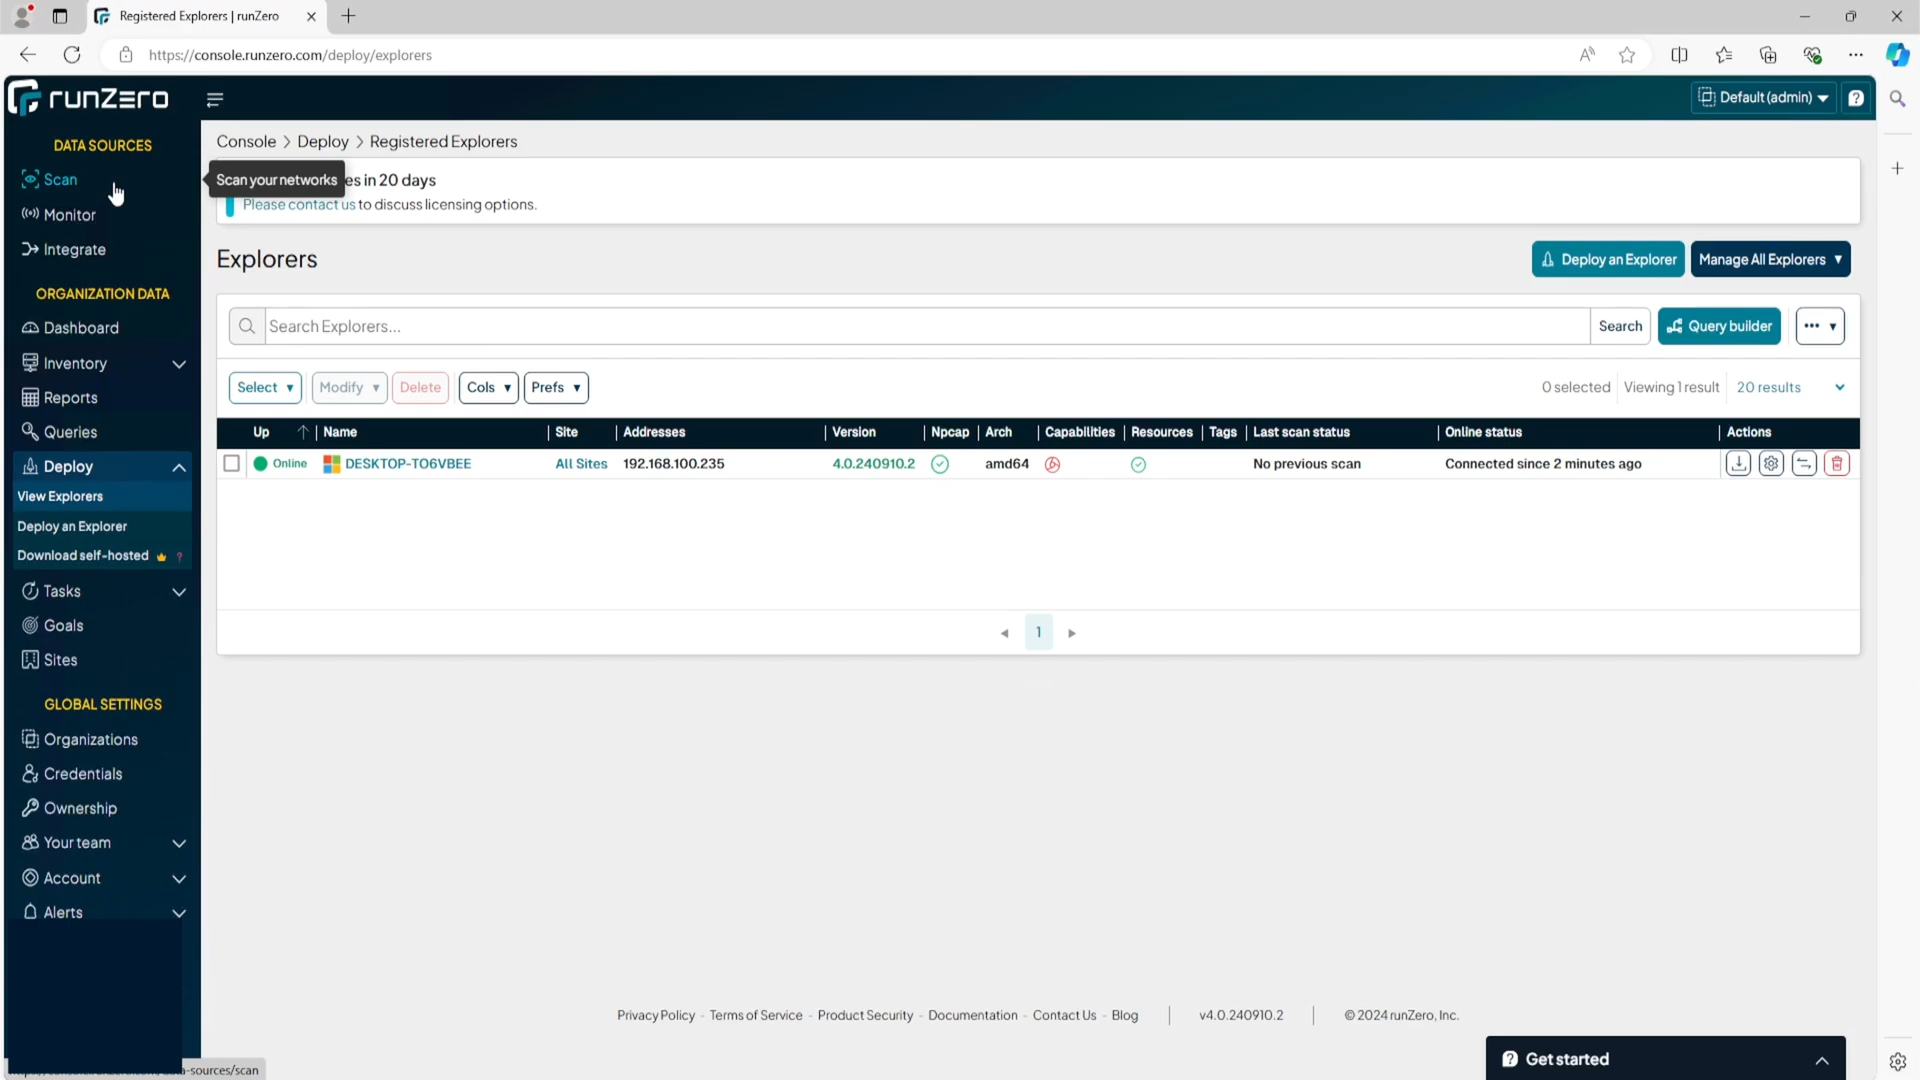 Registered Explorers | runZero
https://console.runzero.com/deploy/explorers
runZero
Default (admin)
DATA SOURCES
Scan
Monitor
Integrate
ORGANIZATION DATA
Dashboard
Inventory
Reports
Queries
Deploy
View Explorers
Deploy an Explorer
Download self-hosted
Tasks
Goals
Sites
GLOBAL SETTINGS
Organizations
Credentials
Ownership
Your team
Account
Alerts
Console > Deploy > Registered Explorers
Scan your networks
es in 20 days
Please contact us to discuss licensing options.
Explorers
Deploy an Explorer
Manage All Explorers
Search Explorers...
Search
Query builder
Select
Modify
Delete
Cols
Prefs
0 selected
Viewing 1 result
20 results
Up Name Site Addresses Version Npcap Arch Capabilities Resources Tags Last scan status Online status Actions
Online DESKTOP-TO6VBEE All Sites 192.168.100.235 4.0.240910.2 amd64 No previous scan Connected since 2 minutes ago
1
Privacy Policy - Terms of Service - Product Security - Documentation - Contact Us - Blog | v4.0.240910.2 | © 2024 runZero, Inc.
Get started
a-sources/scan